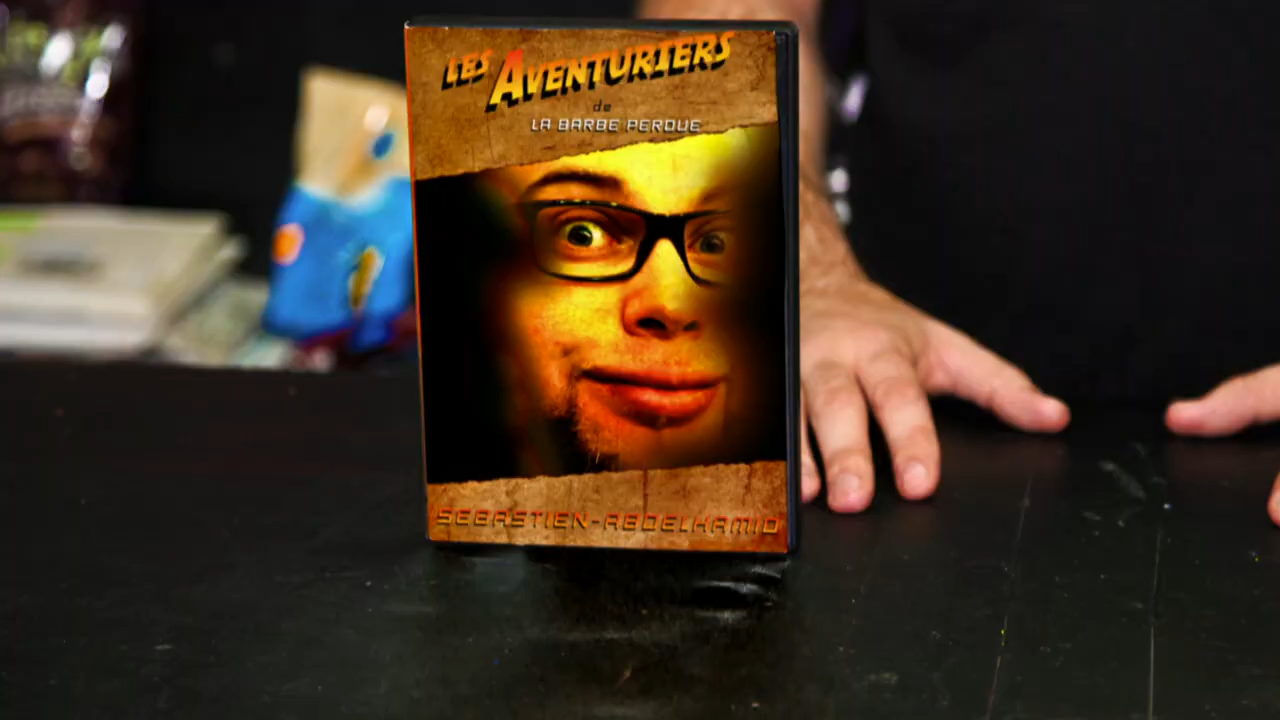 LES AVENTURIERS
de
LA BARBE PERDUE
SEBASTIEN-ABDELHAMID